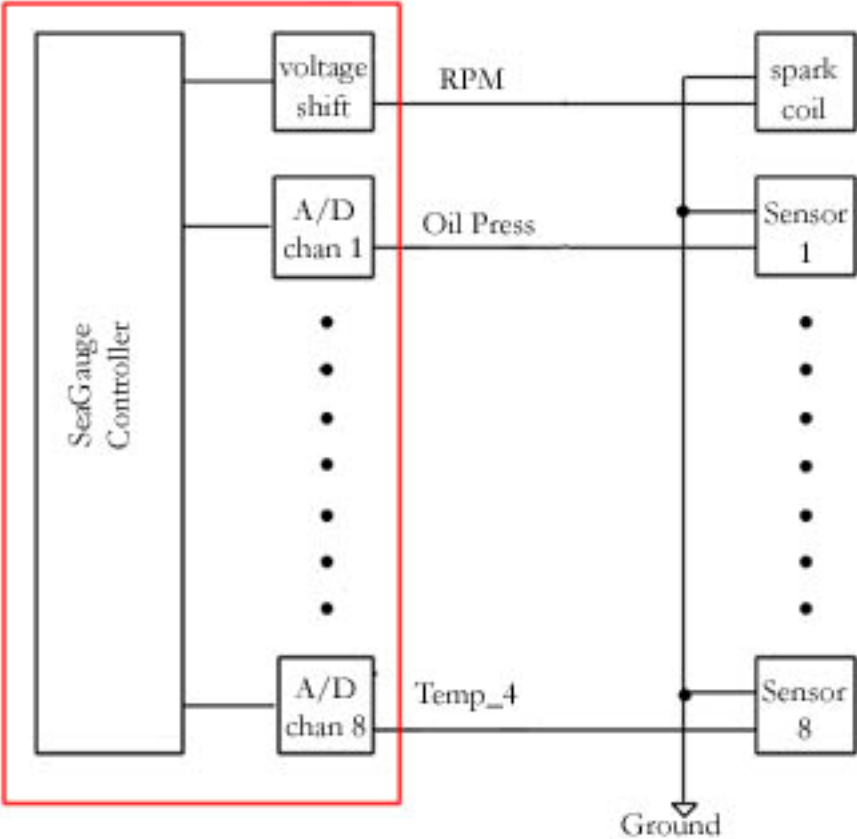 voltage
shift
RPM
spark
coil
A/D
chan 1
Oil Press
Sensor
1
SeaGauge
Controller
A/D
chan 8
Temp_4
Sensor
8
Ground